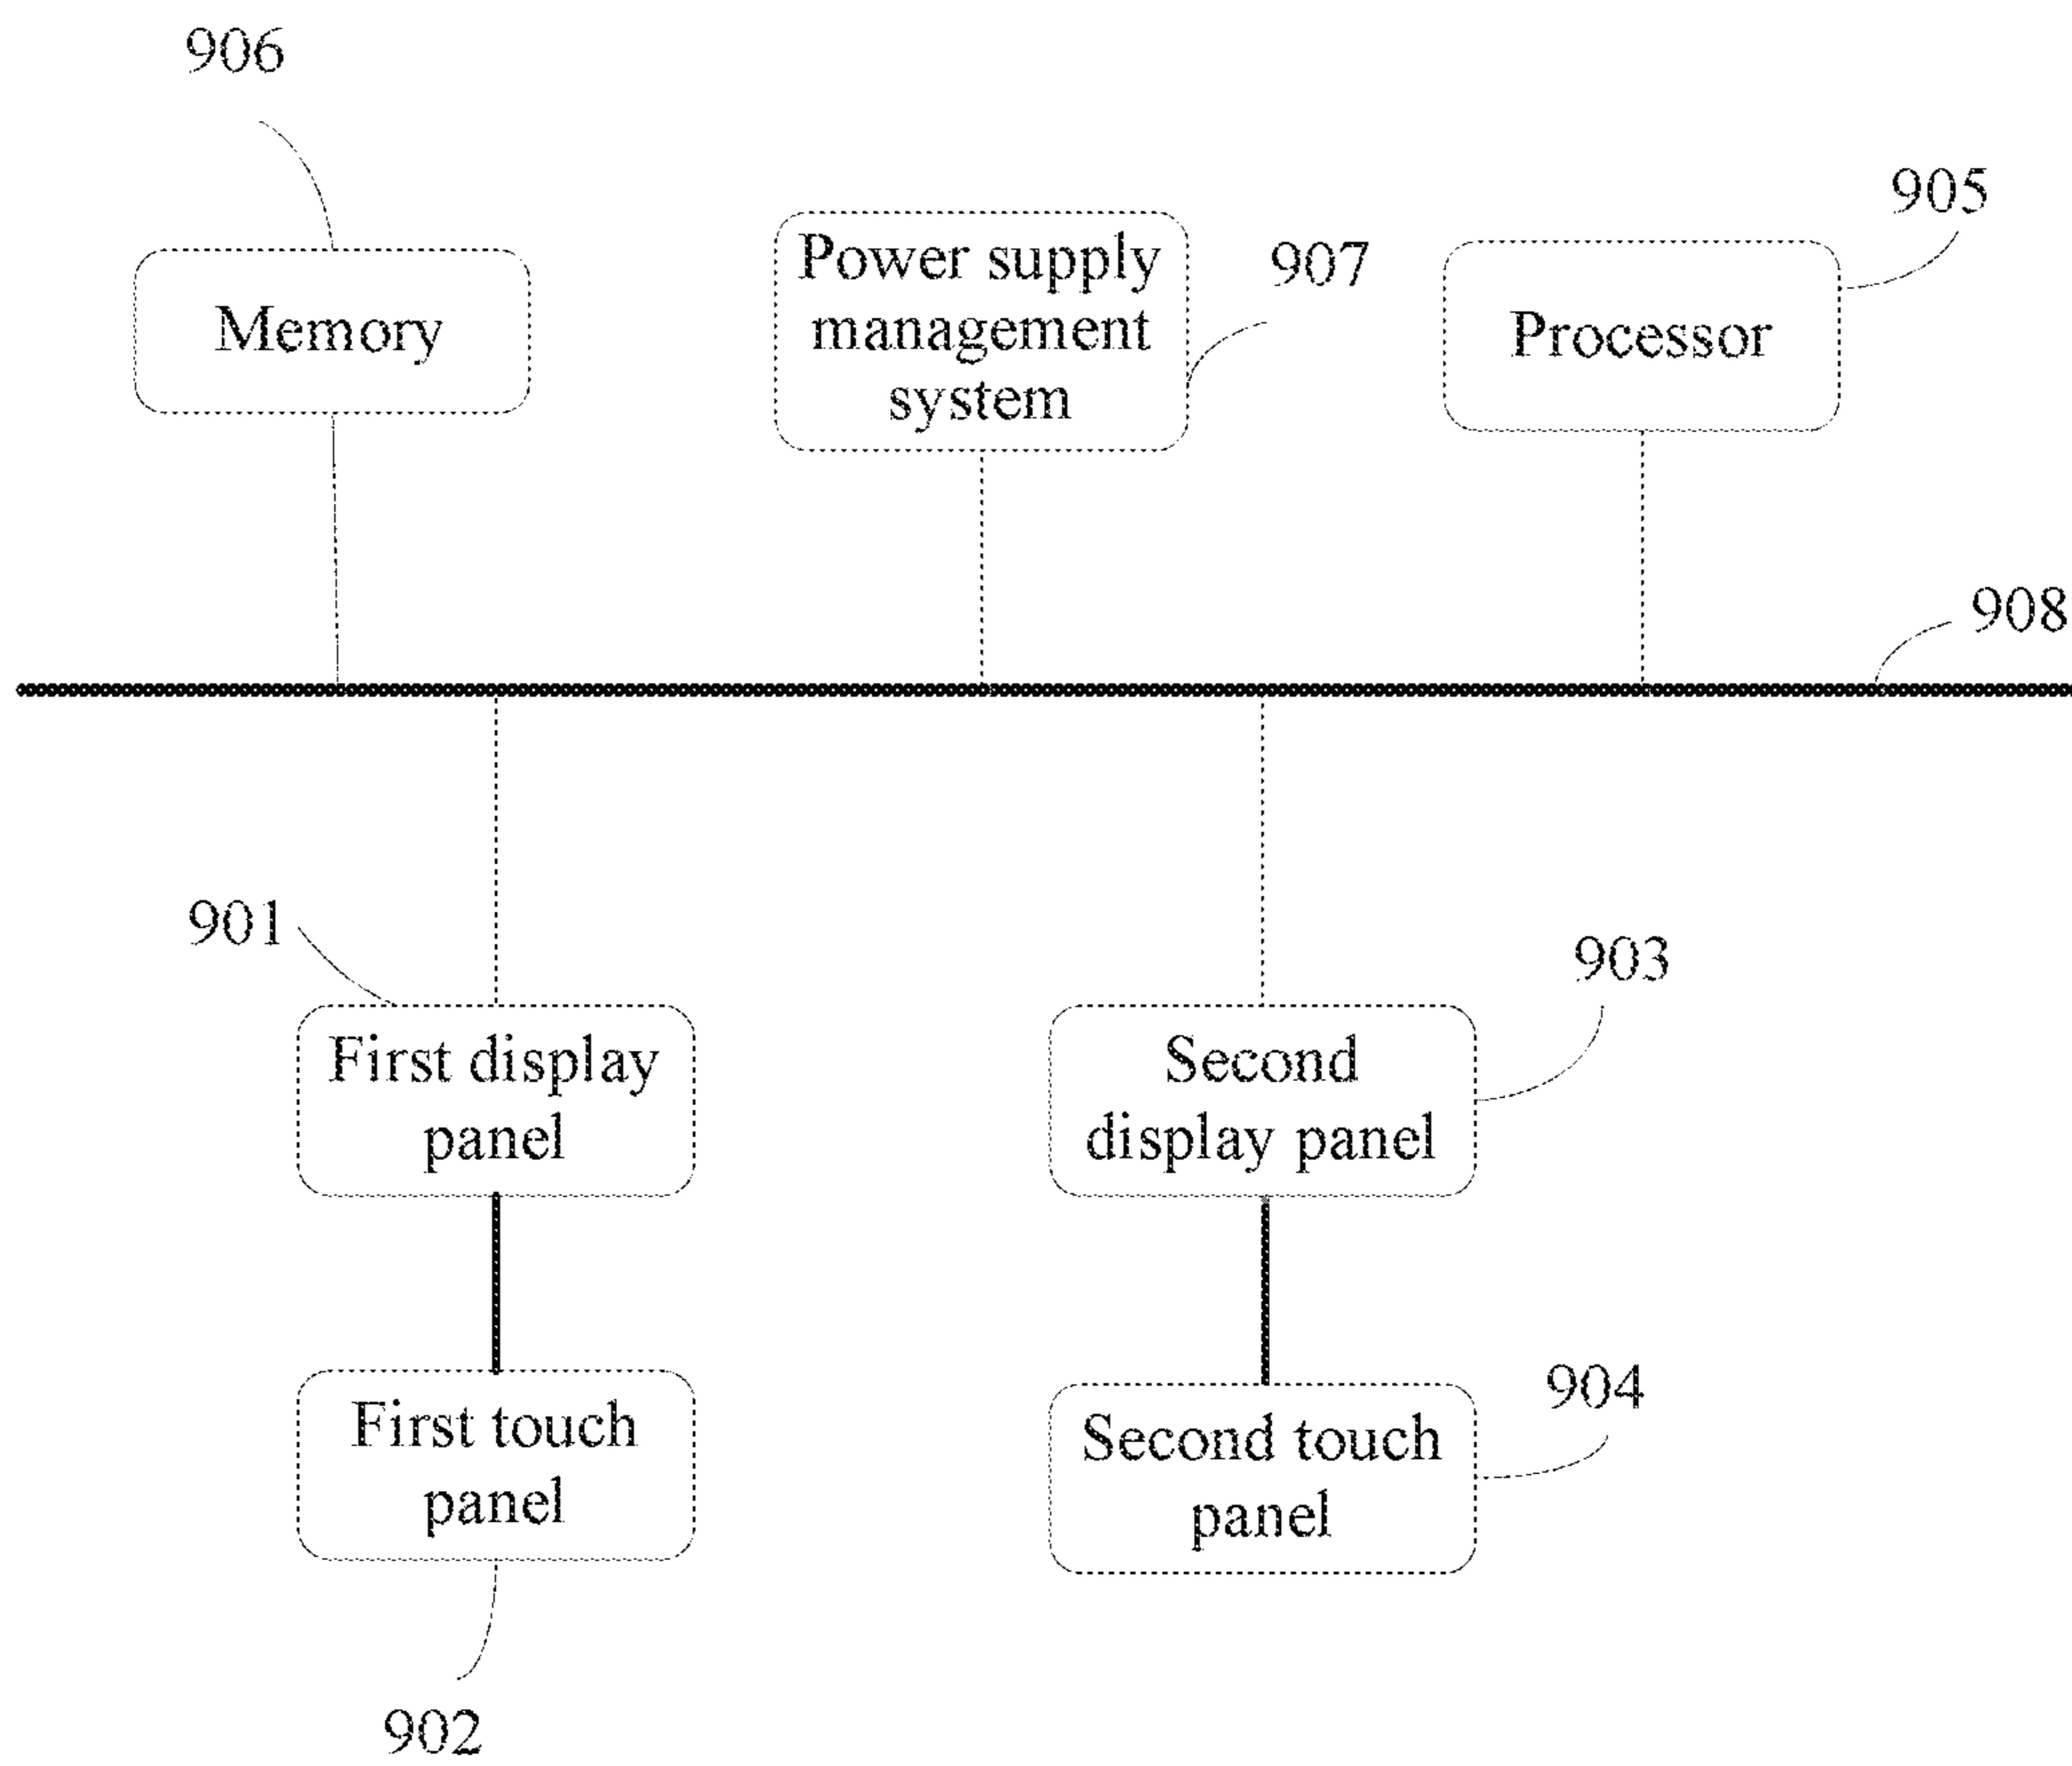 906
905
Power supply
management
system
907
Memory
Processor
908
901
903
First display
panel
Second
display panel
904
First touch
panel
Second touch
panel
902